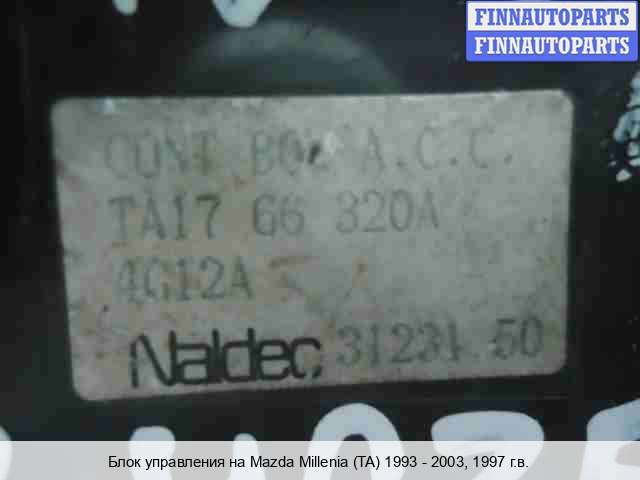 FINNAUTOPARTS
FINNAUTOPARTS
CONT BOX A.C.C.
TA17 66 320A
4G12A
Naldec 31231 50
Блок управления на Mazda Millenia (TA) 1993 - 2003, 1997 г.в.